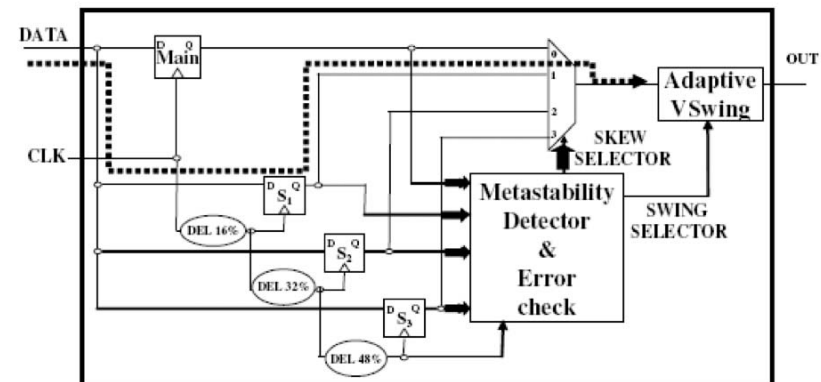 DATA
D Q
Main
CLK
D Q
S1
DEL 16%
D Q
S2
DEL 32%
D Q
S3
DEL 48%
0
1
2
3
SKEW
SELECTOR
Metastability
Detector
&
Error
check
SWING
SELECTOR
Adaptive
VSwing
OUT